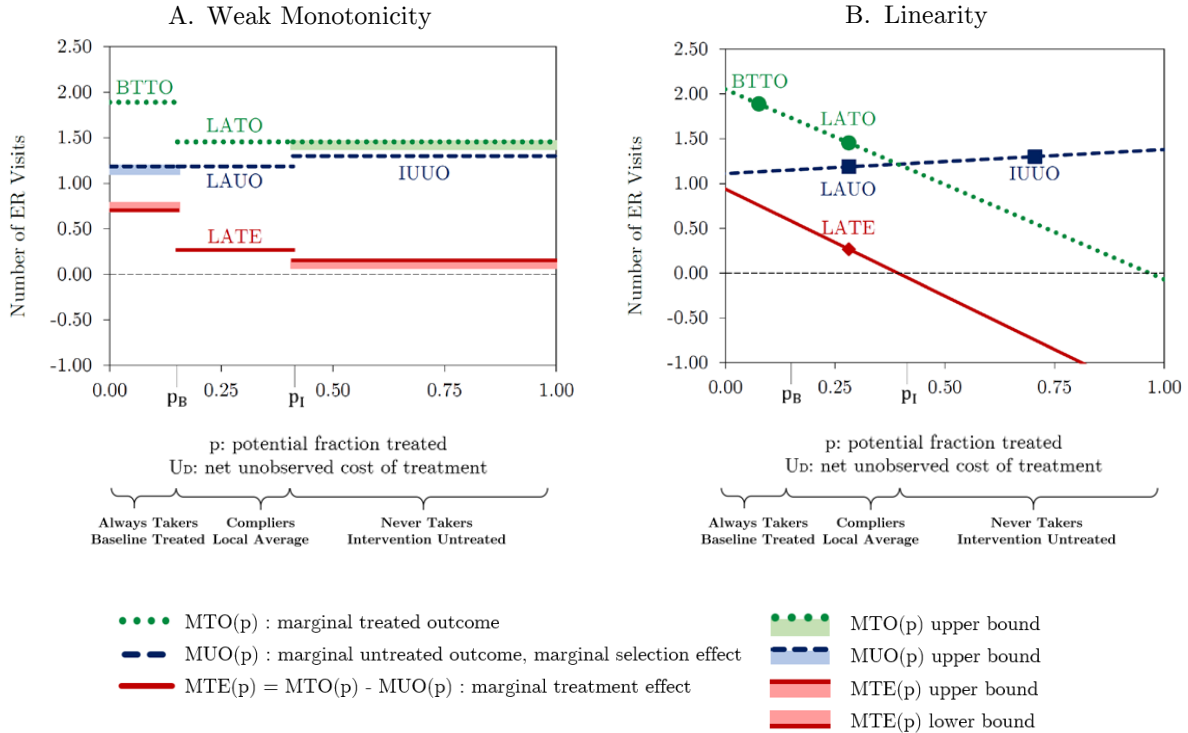 A. Weak Monotonicity
Number of ER Visits
2.50
2.00
1.50
1.00
0.50
0.00
-0.50
-1.00
BTTO
LATO
LAUO
IUUO
LATE
0.00
0.25
0.50
0.75
1.00
pB
pI
p: potential fraction treated
UD: net unobserved cost of treatment
Always Takers
Baseline Treated
Compliers
Local Average
Never Takers
Intervention Untreated
B. Linearity
Number of ER Visits
2.50
2.00
1.50
1.00
0.50
0.00
-0.50
-1.00
BTTO
LATO
LAUO
IUUO
LATE
0.00
0.25
0.50
0.75
1.00
pB
pI
p: potential fraction treated
UD: net unobserved cost of treatment
Always Takers
Baseline Treated
Compliers
Local Average
Never Takers
Intervention Untreated
MTO(p) : marginal treated outcome
MUO(p) : marginal untreated outcome, marginal selection effect
MTE(p) = MTO(p) - MUO(p) : marginal treatment effect
MTO(p) upper bound
MUO(p) upper bound
MTE(p) upper bound
MTE(p) lower bound